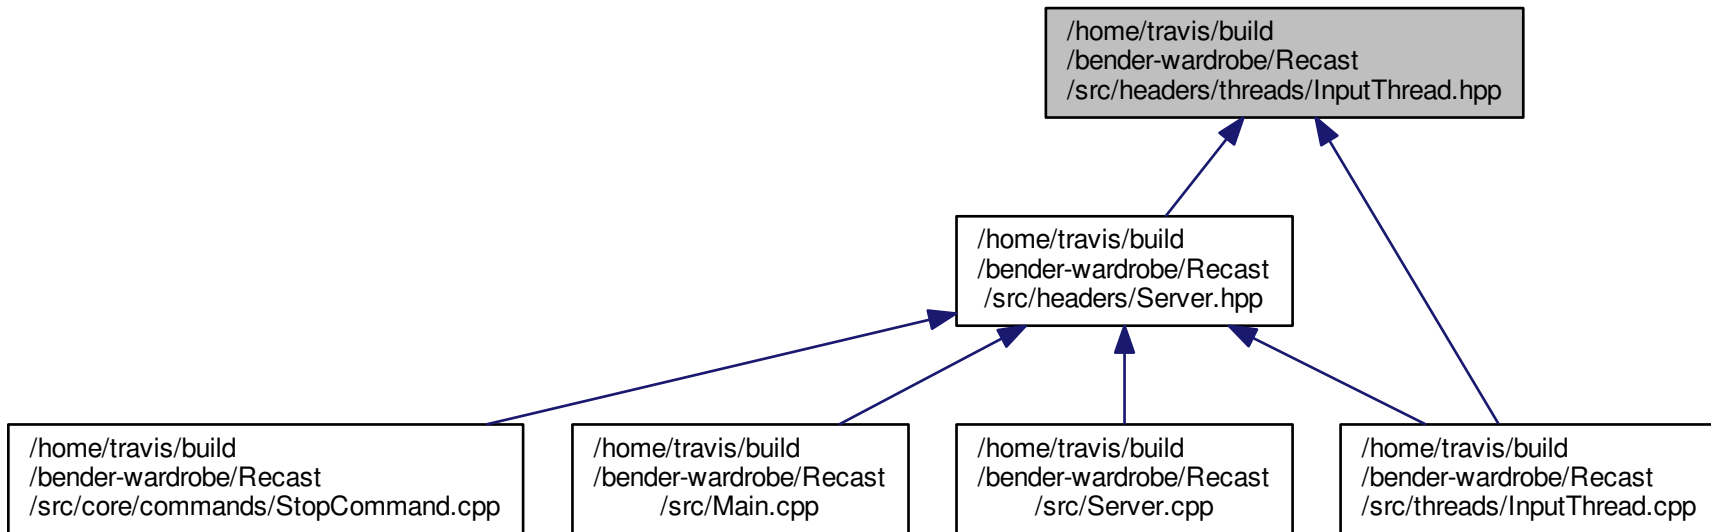 /home/travis/build
/bender-wardrobe/Recast
/src/headers/threads/InputThread.hpp
/home/travis/build
/bender-wardrobe/Recast
/src/headers/Server.hpp
/home/travis/build
/bender-wardrobe/Recast
/src/core/commands/StopCommand.cpp
/home/travis/build
/bender-wardrobe/Recast
/src/Main.cpp
/home/travis/build
/bender-wardrobe/Recast
/src/Server.cpp
/home/travis/build
/bender-wardrobe/Recast
/src/threads/InputThread.cpp